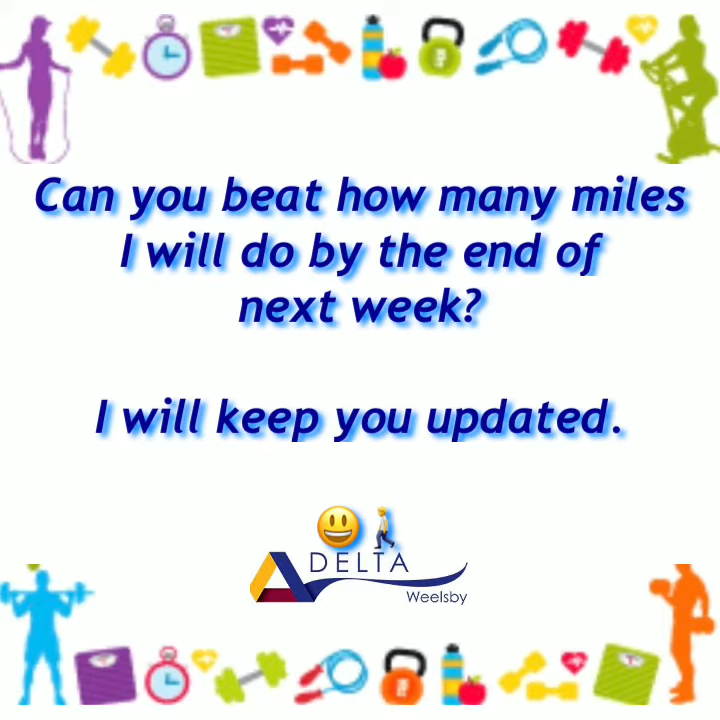 Can you beat how many miles
I will do by the end of
next week?
I will keep you updated.
DELTA
Weelsby